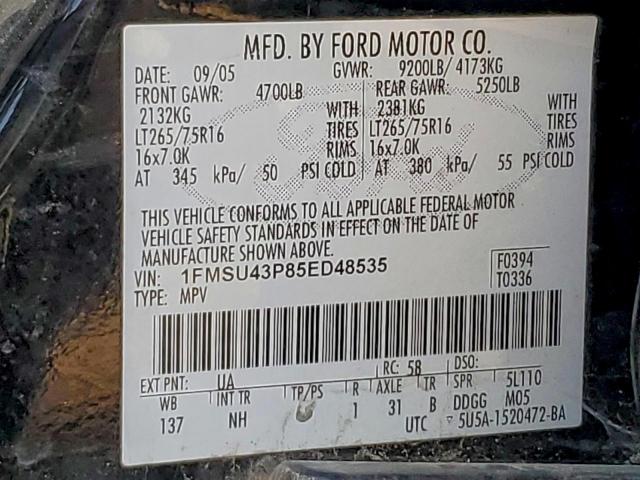 MFD. BY FORD MOTOR CO.
DATE: 09/05 GVWR: 9200LB/ 4173KG
FRONT GAWR: 4700LB REAR GAWR: 5250LB
2132KG WITH 2381KG WITH
LT265/75R16 TIRES LT265/75R16 TIRES
16x7.0K RIMS 16x7.0K RIMS
AT 345 kPa/ 50 PSI COLD AT 380 kPa/ 55 PSI COLD
THIS VEHICLE CONFORMS TO ALL APPLICABLE FEDERAL MOTOR
VEHICLE SAFETY STANDARDS IN EFFECT ON THE DATE OF
MANUFACTURE SHOWN ABOVE.
VIN: 1FMSU43P85ED48535 F0394
TYPE: MPV T0336
RC: 58 DSO:
EXT PNT: UA
WB INT TR TP/PS R AXLE TR SPR 5L110
137 NH 1 31 B DDGG M05
UTC ▽ 5U5A-1520472-BA